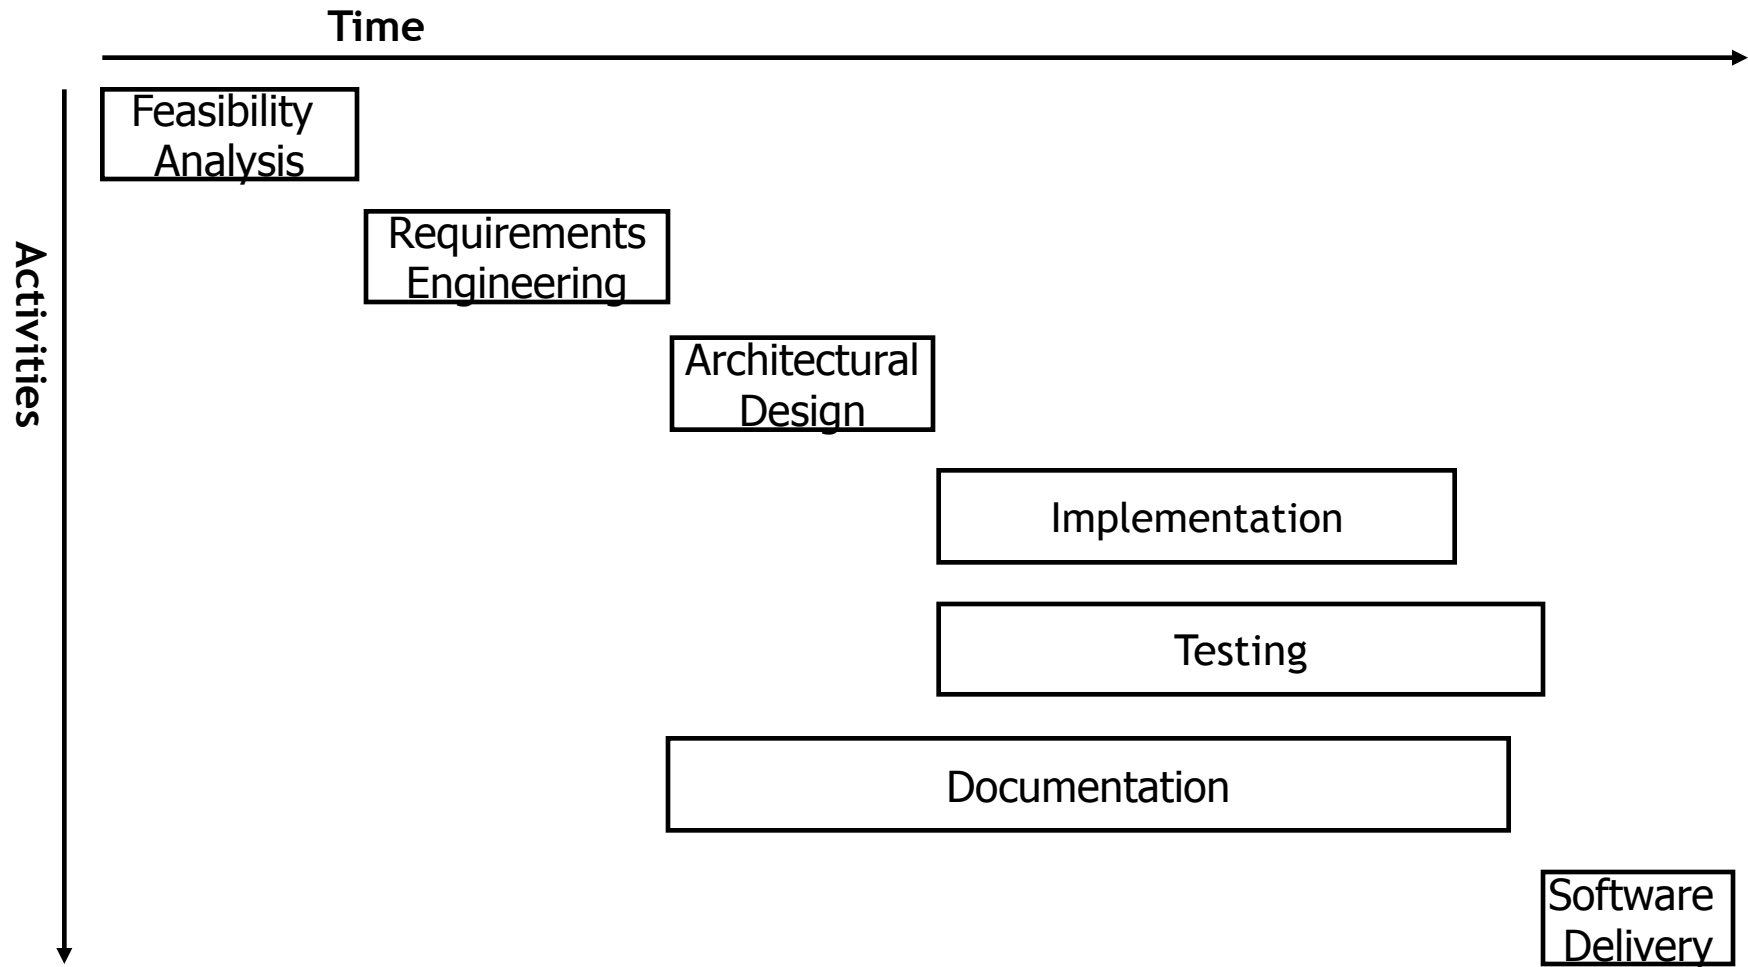 Time
Feasibility
Analysis
Activities
Requirements
Engineering
Architectural
Design
Implementation
Testing
Documentation
Software
Delivery